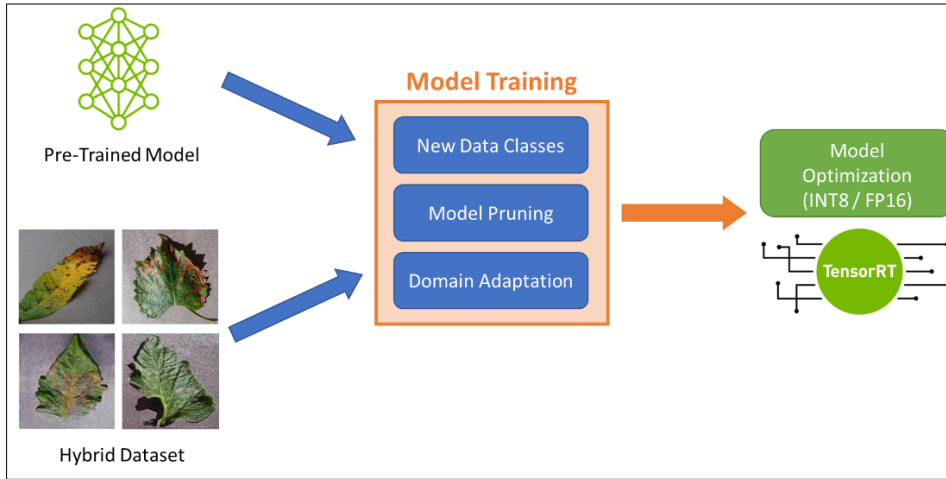 Pre-Trained Model
Hybrid Dataset
Model Training
New Data Classes
Model Pruning
Domain Adaptation
Model
Optimization
(INT8 / FP16)
TensorRT